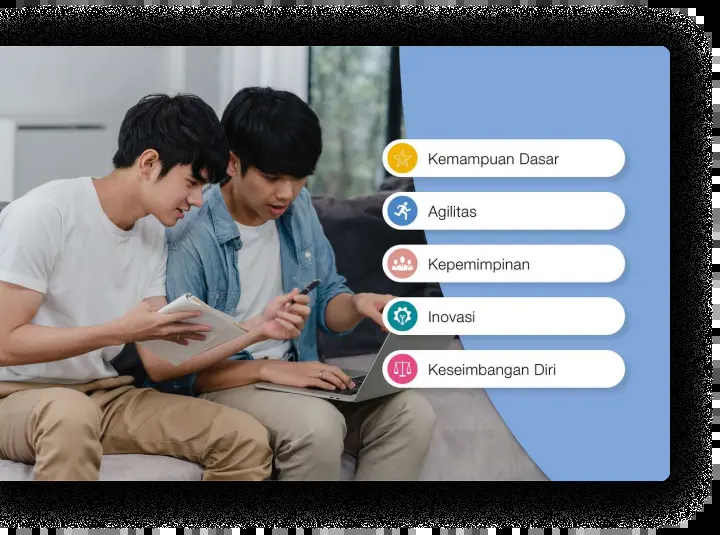 Kemampuan Dasar
Agilitas
Kepemimpinan
Inovasi
Keseimbangan Diri